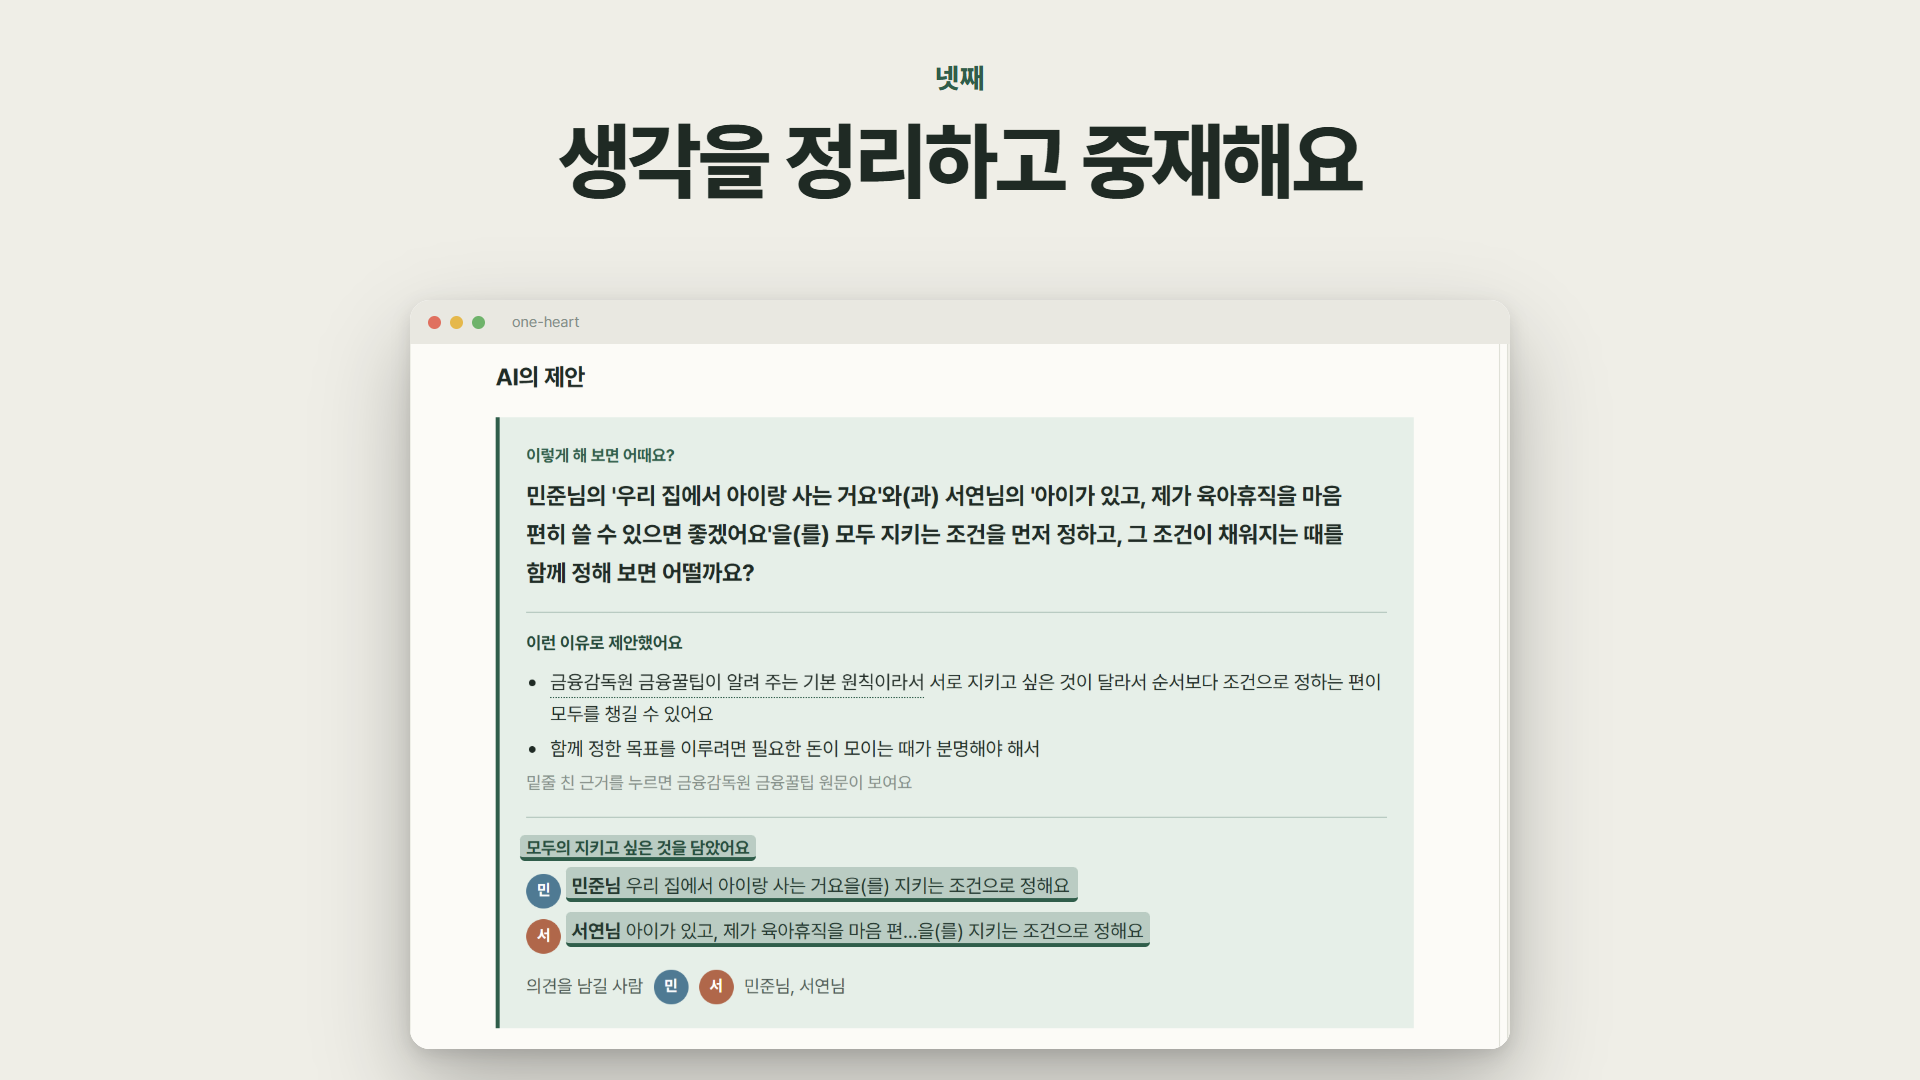 넷째
생각을 정리하고 중재해요
one-heart
AI의 제안
이렇게 해 보면 어때요?
민준님의 '우리 집에서 아이랑 사는 거요'와(과) 서연님의 '아이가 있고, 제가 육아휴직을 마음
편히 쓸 수 있으면 좋겠어요'을(를) 모두 지키는 조건을 먼저 정하고, 그 조건이 채워지는 때를
함께 정해 보면 어떨까요?
이런 이유로 제안했어요
• 금융감독원 금융꿀팁이 알려 주는 기본 원칙이라서 서로 지키고 싶은 것이 달라서 순서보다 조건으로 정하는 편이
모두를 챙길 수 있어요
• 함께 정한 목표를 이루려면 필요한 돈이 모이는 때가 분명해야 해서
밑줄 친 근거를 누르면 금융감독원 금융꿀팁 원문이 보여요
모두의 지키고 싶은 것을 담았어요
민 민준님 우리 집에서 아이랑 사는 거요을(를) 지키는 조건으로 정해요
서 서연님 아이가 있고, 제가 육아휴직을 마음 편...을(를) 지키는 조건으로 정해요
의견을 남길 사람 민 서 민준님, 서연님